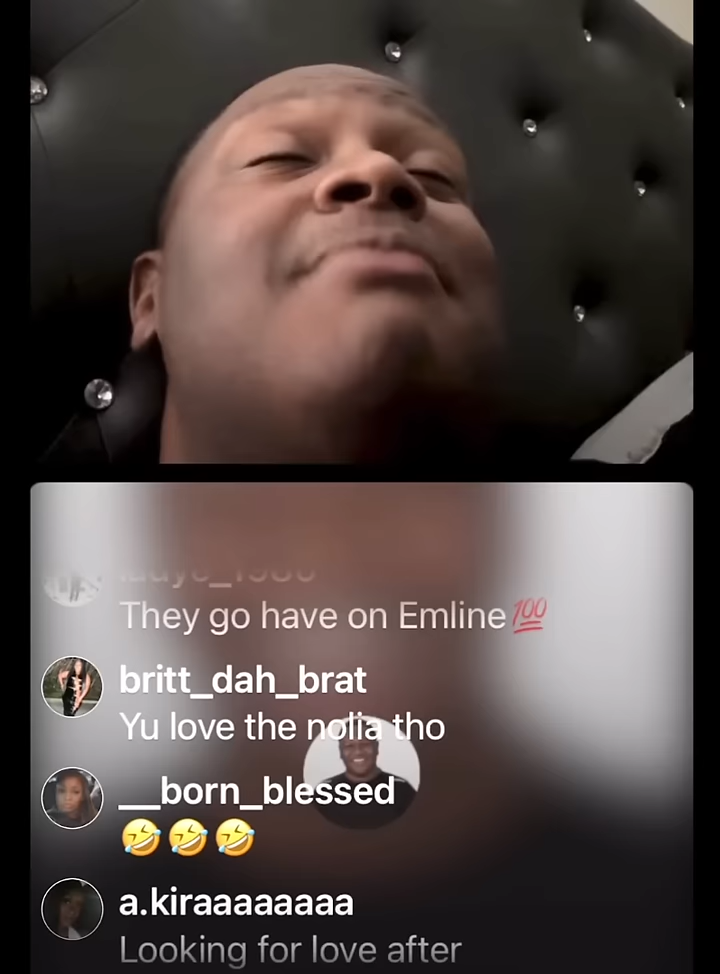 They go have on Emline💯
britt_dah_brat
Yu love the nolia tho
__born_blessed
🤣🤣🤣
a.kiraaaaaaaa
Looking for love after